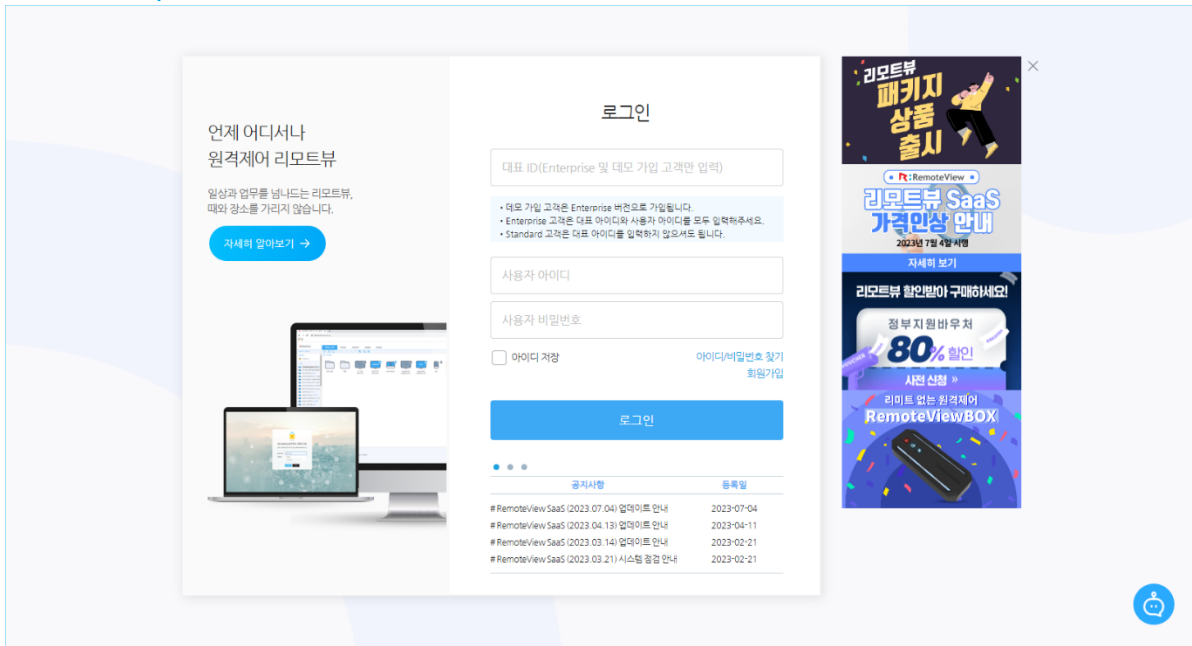 언제 어디서나
원격제어 리모트뷰
일상과 업무를 넘나드는 리모트뷰,
때와 장소를 가리지 않습니다.
자세히 알아보기 →
로그인
대표 ID(Enterprise 및 데모 가입 고객만 입력)
• 데모 가입 고객은 Enterprise 버전으로 가입됩니다.
• Enterprise 고객은 대표 아이디와 사용자 아이디를 모두 입력해주세요.
• Standard 고객은 대표 아이디를 입력하지 않으셔도 됩니다.
사용자 아이디
사용자 비밀번호
아이디 저장
아이디/비밀번호 찾기
회원가입
로그인
공지사항 등록일
# RemoteView SaaS (2023.07.04) 업데이트 안내 2023-07-04
# RemoteView SaaS (2023.04.13) 업데이트 안내 2023-04-11
# RemoteView SaaS (2023.03.14) 업데이트 안내 2023-02-21
# RemoteView SaaS (2023.03.21) 시스템 점검 안내 2023-02-21
리모트뷰
패키지
상품
출시
RemoteView
리모트뷰 SaaS
가격인상 안내
2023년 7월 4일 시행
자세히 보기
리모트뷰 할인받아 구매하세요!
정부지원바우처
80% 할인
VOUCHER
사전 신청 »
리미트 없는 원격제어
RemoteViewBOX